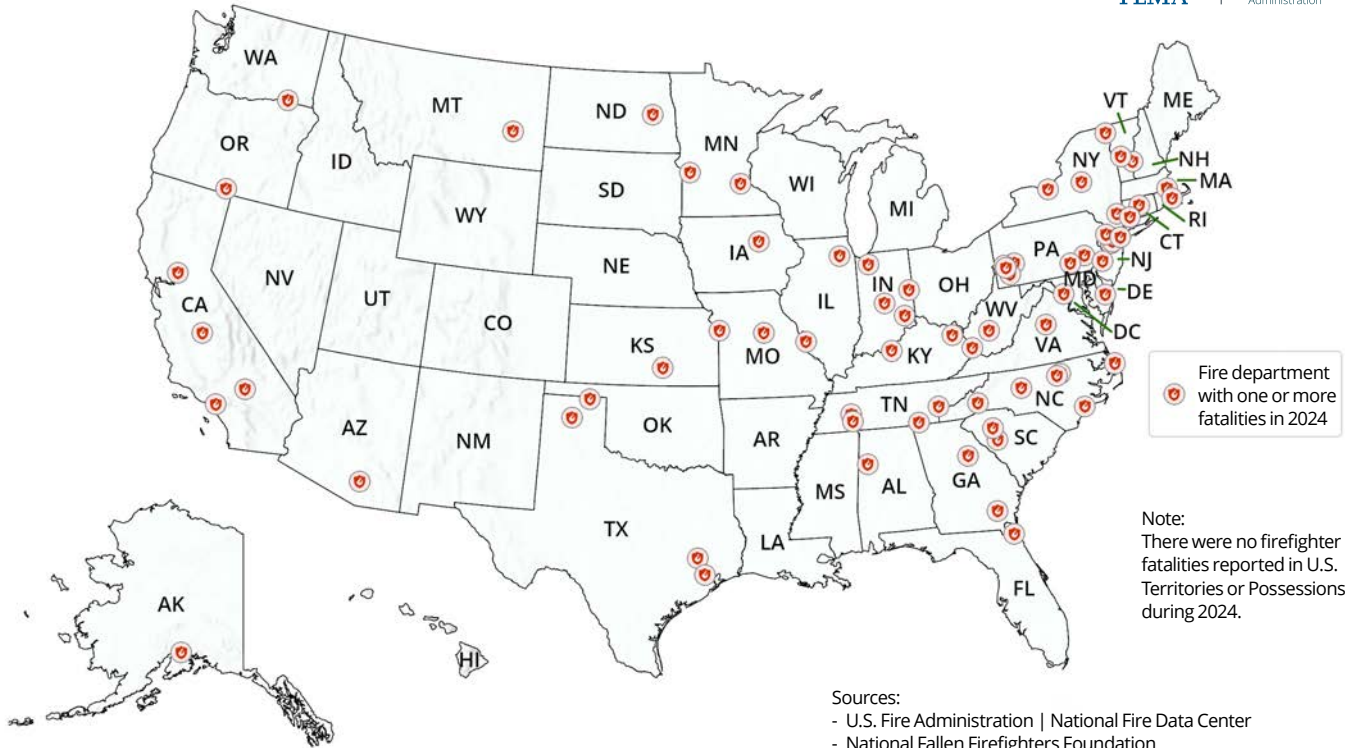 FEMA
Administration
WA
MT
ND
MN
VT
ME
OR
ID
SD
WI
MI
NY
NH
MA
WY
IA
PA
RI
CT
NJ
NE
IL
IN
OH
MD
DE
NV
UT
CO
WV
DC
CA
KS
MO
KY
VA
AZ
NM
OK
AR
TN
NC
SC
MS
AL
GA
TX
LA
FL
AK
HI
Fire department
with one or more
fatalities in 2024
Note:
There were no firefighter
fatalities reported in U.S.
Territories or Possessions
during 2024.
Sources:
- U.S. Fire Administration | National Fire Data Center
- National Fallen Firefighters Foundation